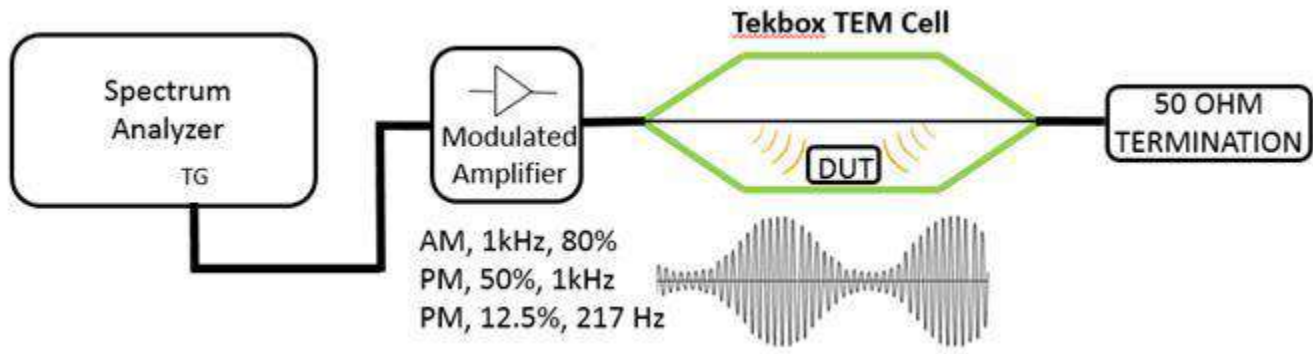 Tekbox TEM Cell
Spectrum
Analyzer
TG
Modulated
Amplifier
DUT
50 OHM
TERMINATION
AM, 1kHz, 80%
PM, 50%, 1kHz
PM, 12.5%, 217 Hz